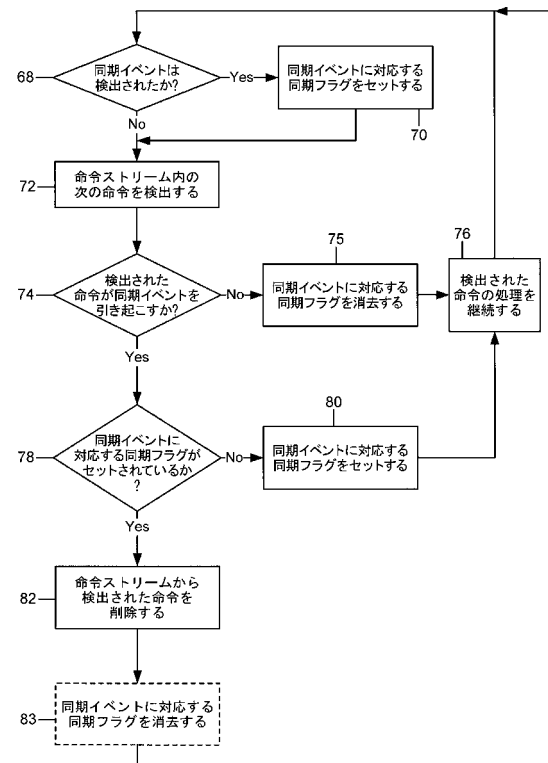 68
同期イベントは
検出されたか?
Yes
No
同期イベントに対応する
同期フラグをセットする
70
72
命令ストリーム内の
次の命令を検出する
74
検出された
命令が同期イベントを
引き起こすか?
No
Yes
75
同期イベントに対応する
同期フラグを消去する
76
検出された
命令の処理を
継続する
78
同期イベントに
対応する同期フラグが
セットされているか
?
No
Yes
80
同期イベントに対応する
同期フラグをセットする
82
命令ストリームから
検出された命令を
削除する
83
同期イベントに対応する
同期フラグを消去する